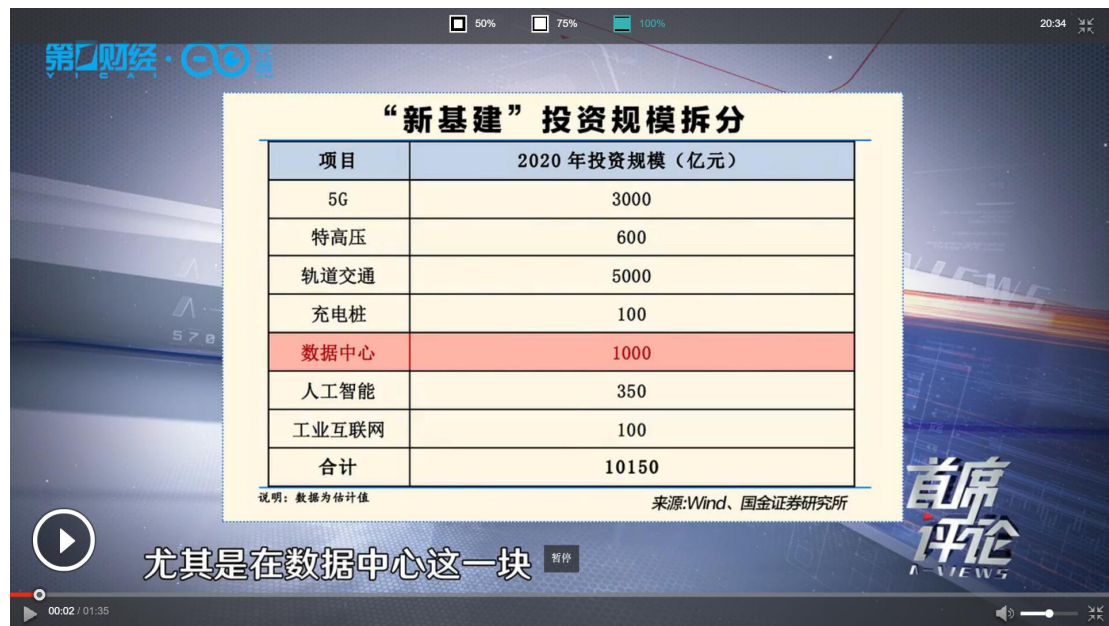 50% 75% 100% 20:34
第一财经
YICAI
“新基建”投资规模拆分
项目 2020 年投资规模（亿元）
5G 3000
特高压 600
轨道交通 5000
充电桩 100
数据中心 1000
人工智能 350
工业互联网 100
合计 10150
说明：数据为估计值
来源:Wind、国金证券研究所
570
首席
评论
A-VIEWS
尤其是在数据中心这一块
暂停
00:02 / 01:35